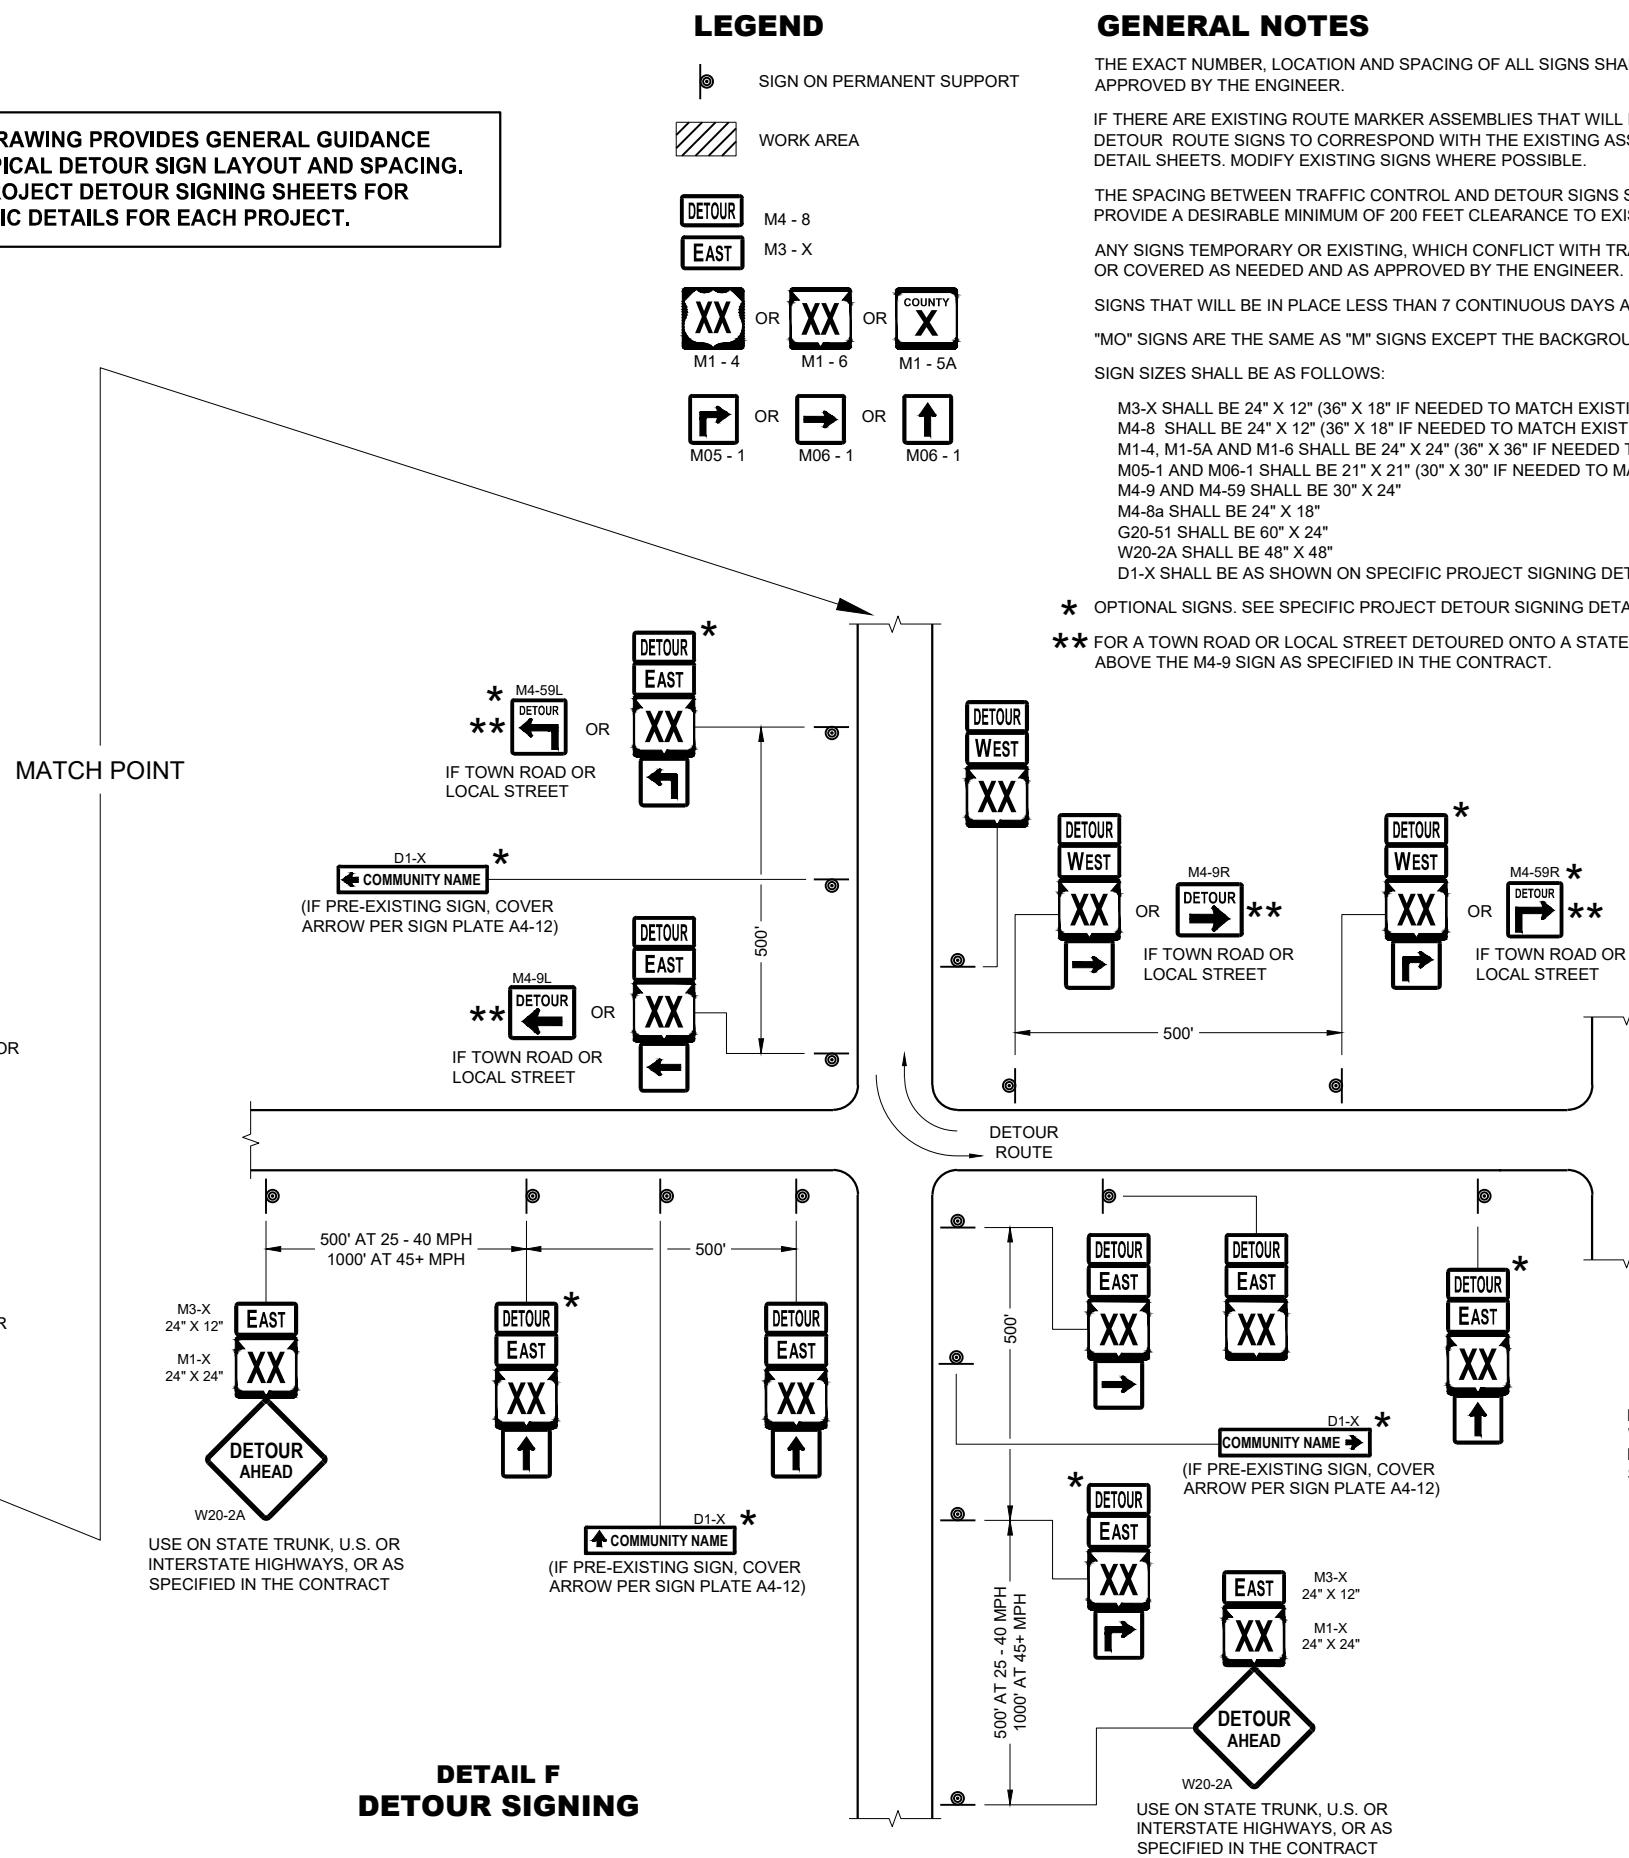 LEGEND
SIGN ON PERMANENT SUPPORT
WORK AREA
DETOUR
M4 - 8
EAST
M3 - X
XX
OR
XX
OR
COUNTY
X
M1 - 4
M1 - 6
M1 - 5A
OR
OR
M05 - 1
M06 - 1
M06 - 1
GENERAL NOTES
THE EXACT NUMBER, LOCATION AND SPACING OF ALL SIGNS
APPROVED BY THE ENGINEER.
IF THERE ARE EXISTING ROUTE MARKER ASSEMBLIES THAT WILL
DETOUR ROUTE SIGNS TO CORRESPOND WITH THE EXISTING
DETAIL SHEETS. MODIFY EXISTING SIGNS WHERE POSSIBLE.
THE SPACING BETWEEN TRAFFIC CONTROL AND DETOUR SIGNS
PROVIDE A DESIRABLE MINIMUM OF 200 FEET CLEARANCE TO
ANY SIGNS TEMPORARY OR EXISTING, WHICH CONFLICT WITH
OR COVERED AS NEEDED AND AS APPROVED BY THE ENGINEER.
SIGNS THAT WILL BE IN PLACE LESS THAN 7 CONTINUOUS DAYS
"MO" SIGNS ARE THE SAME AS "M" SIGNS EXCEPT THE
SIGN SIZES SHALL BE AS FOLLOWS:
M3-X SHALL BE 24" X 12" (36" X 18" IF NEEDED TO MATCH
M4-8 SHALL BE 24" X 12" (36" X 18" IF NEEDED TO MATCH
M1-4, M1-5A AND M1-6 SHALL BE 24" X 24" (36" X 36" IF NEEDED
M05-1 AND M06-1 SHALL BE 21" X 21" (30" X 30" IF NEEDED TO
M4-9 AND M4-59 SHALL BE 30" X 24"
M4-8a SHALL BE 24" X 18"
G20-51 SHALL BE 60" X 24"
W20-2A SHALL BE 48" X 48"
D1-X SHALL BE AS SHOWN ON SPECIFIC PROJECT SIGNING
* OPTIONAL SIGNS. SEE SPECIFIC PROJECT DETOUR SIGNING
** FOR A TOWN ROAD OR LOCAL STREET DETOURED ONTO A STATE
ABOVE THE M4-9 SIGN AS SPECIFIED IN THE CONTRACT.
PROVIDES GENERAL GUIDANCE
DETOUR SIGN LAYOUT AND SPACING.
DETOUR SIGNING SHEETS FOR
DETAILS FOR EACH PROJECT.
MATCH POINT
OR
DETOUR *
EAST
XX
* M4-59L
** DETOUR
OR
IF TOWN ROAD OR
LOCAL STREET
500'
D1-X *
COMMUNITY NAME
(IF PRE-EXISTING SIGN, COVER
ARROW PER SIGN PLATE A4-12)
DETOUR
EAST
XX
M4-9L
** DETOUR
OR
IF TOWN ROAD OR
LOCAL STREET
DETOUR
WEST
XX
DETOUR
WEST
XX
OR
M4-9R
DETOUR **
IF TOWN ROAD OR
LOCAL STREET
DETOUR *
WEST
XX
OR
M4-59R *
DETOUR **
IF TOWN ROAD OR
LOCAL STREET
500'
DETOUR
ROUTE
500' AT 25 - 40 MPH
1000' AT 45+ MPH
500'
M3-X
24" X 12"
M1-X
24" X 24"
EAST
XX
DETOUR
AHEAD
W20-2A
USE ON STATE TRUNK, U.S. OR
INTERSTATE HIGHWAYS, OR AS
SPECIFIED IN THE CONTRACT
DETOUR *
EAST
XX
DETOUR
EAST
XX
D1-X *
COMMUNITY NAME
(IF PRE-EXISTING SIGN, COVER
ARROW PER SIGN PLATE A4-12)
500'
DETOUR
EAST
XX
DETOUR
EAST
XX
DETOUR *
EAST
XX
D1-X *
COMMUNITY NAME
(IF PRE-EXISTING SIGN, COVER
ARROW PER SIGN PLATE A4-12)
* DETOUR
EAST
XX
500' AT 25 - 40 MPH
1000' AT 45+ MPH
EAST
XX
M3-X
24" X 12"
M1-X
24" X 24"
DETOUR
AHEAD
W20-2A
USE ON STATE TRUNK, U.S. OR
INTERSTATE HIGHWAYS, OR AS
SPECIFIED IN THE CONTRACT
DETAIL F
DETOUR SIGNING